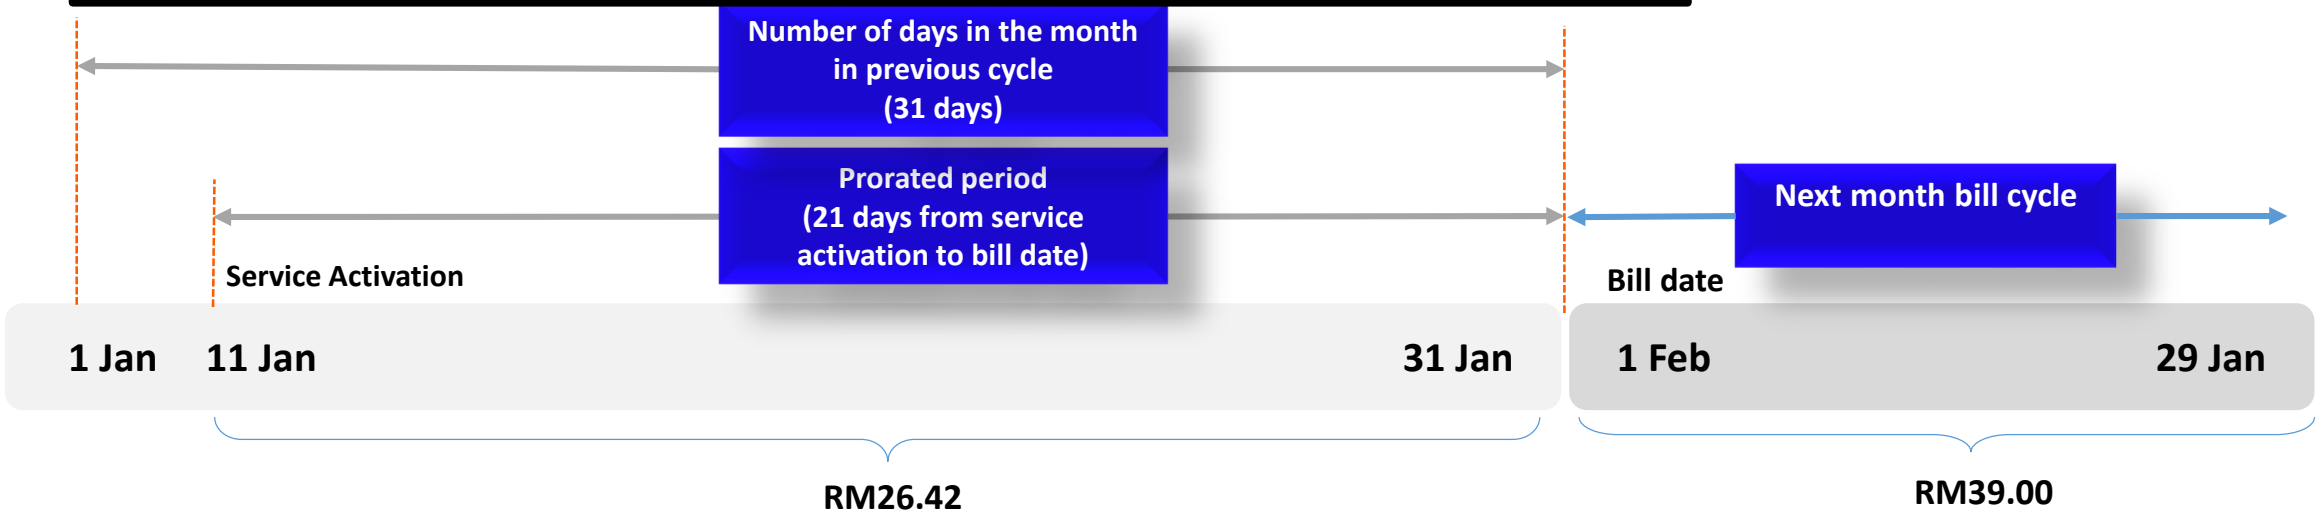 Number of days in the month
in previous cycle
(31 days)
Prorated period
(21 days from service
activation to bill date)
Next month bill cycle
Service Activation
Bill date
1 Jan
11 Jan
31 Jan
1 Feb
29 Jan
RM26.42
RM39.00